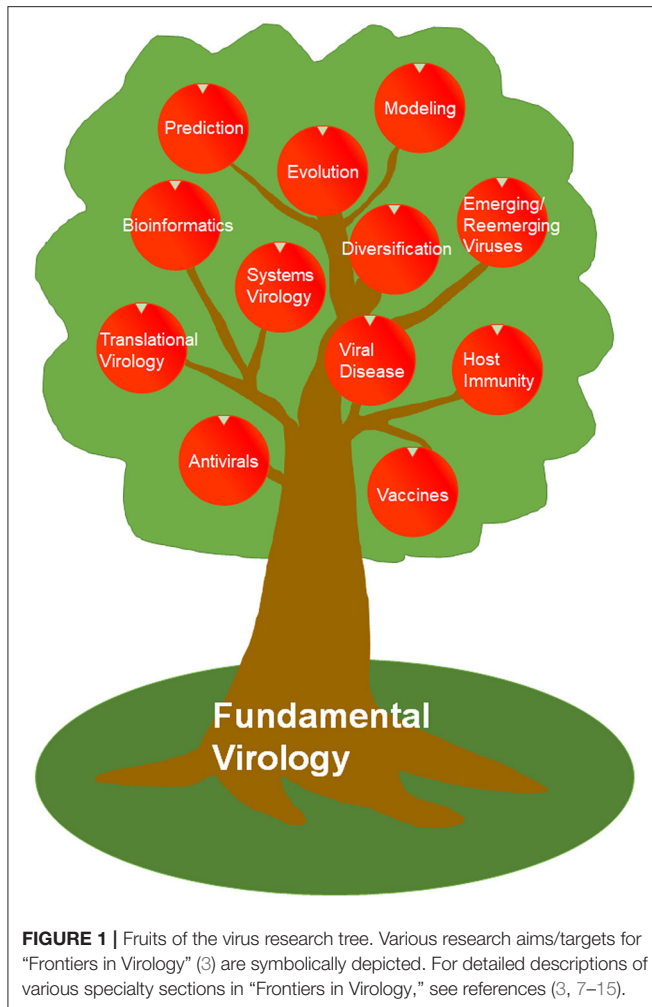 Modeling
Prediction
Evolution
Emerging/
Reemerging
Viruses
Bioinformatics
Diversification
Systems
Virology
Translational
Virology
Viral
Disease
Host
Immunity
Antivirals
Vaccines
Fundamental
Virology
FIGURE 1 | Fruits of the virus research tree. Various research aims/targets for
“Frontiers in Virology” (3) are symbolically depicted. For detailed descriptions of
various specialty sections in “Frontiers in Virology,” see references (3, 7–15).